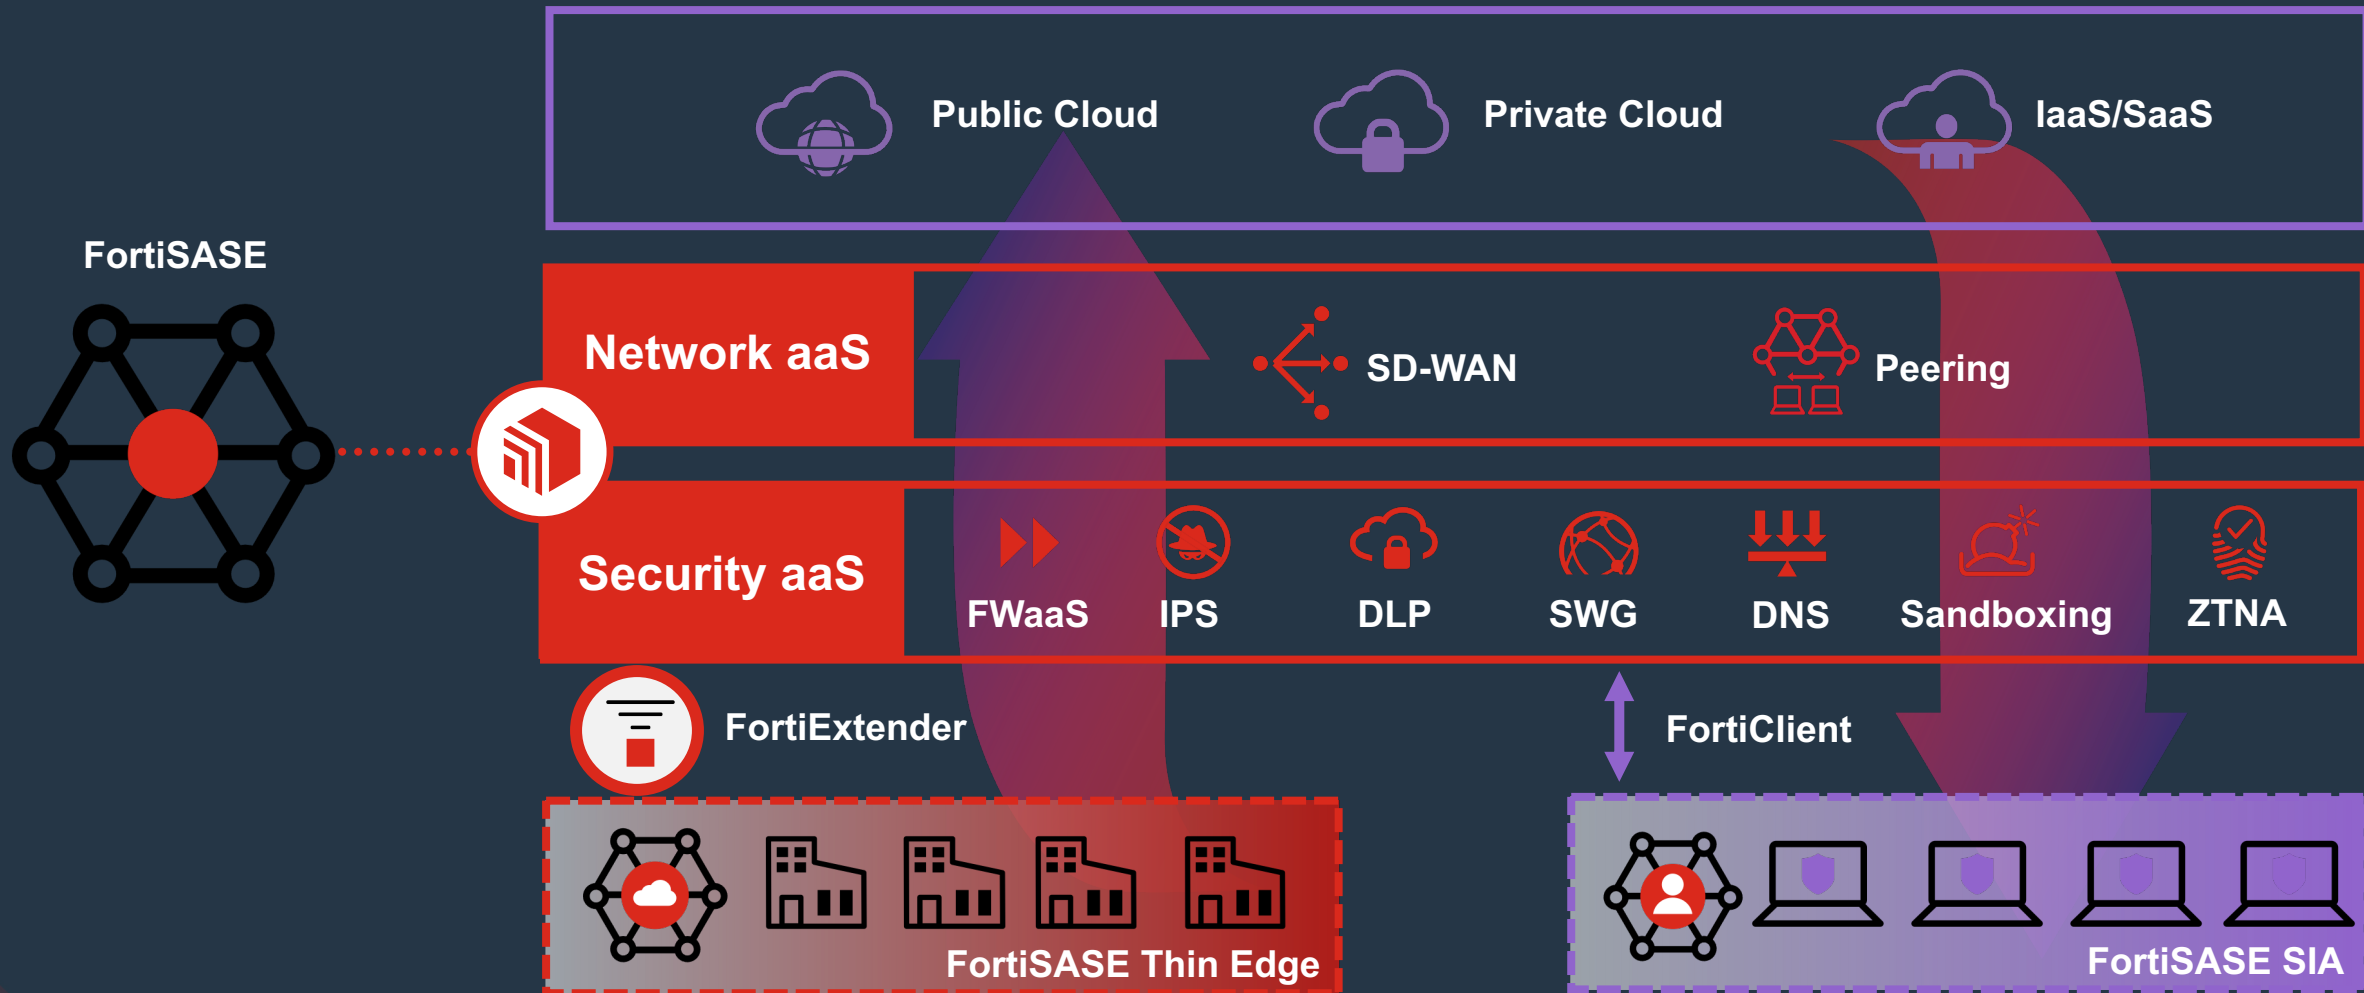 Public Cloud
Private Cloud
IaaS/SaaS
FortiSASE
Network aaS
SD-WAN
Peering
Security aaS
FWaaS
IPS
DLP
SWG
DNS
Sandboxing
ZTNA
FortiExtender
FortiClient
FortiSASE Thin Edge
FortiSASE SIA